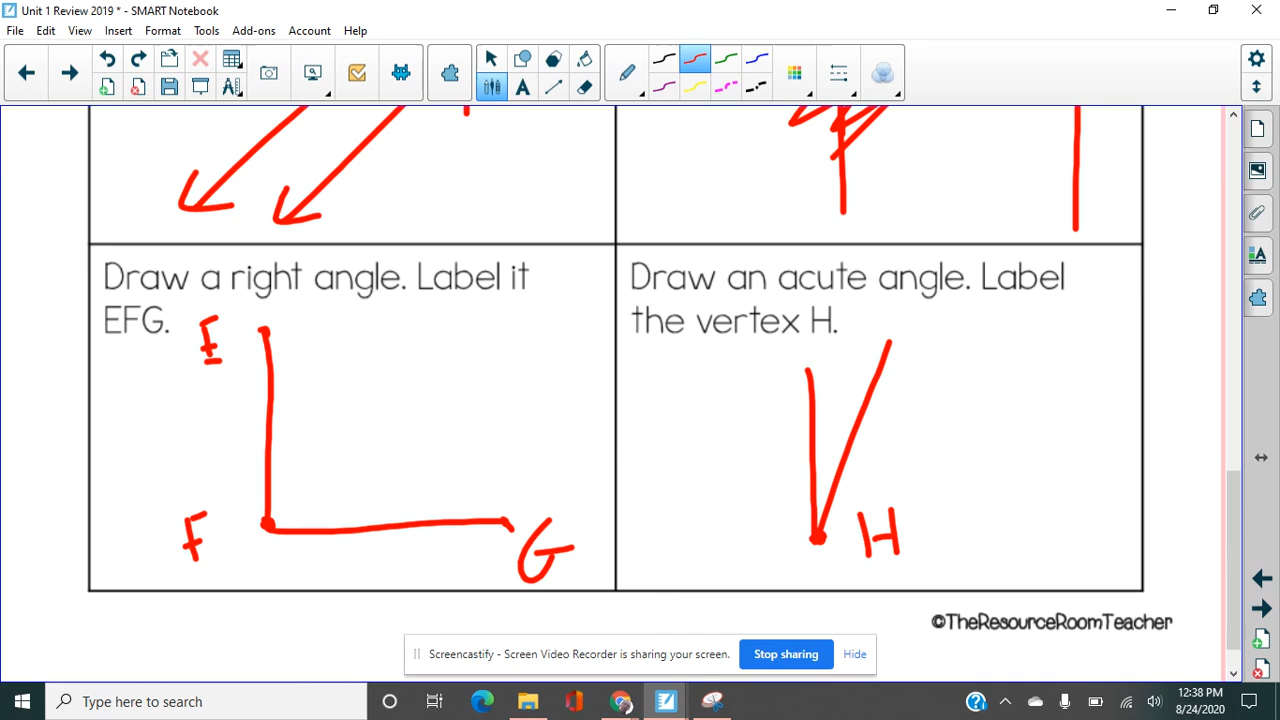 Unit 1 Review 2019 * - SMART Notebook
File Edit View Insert Format Tools Add-ons Account Help
Draw a right angle. Label it
EFG.
E
F
G
Draw an acute angle. Label
the vertex H.
H
©TheResourceRoomTeacher
Screencastify - Screen Video Recorder is sharing your screen. Stop sharing Hide
Type here to search
12:38 PM
8/24/2020